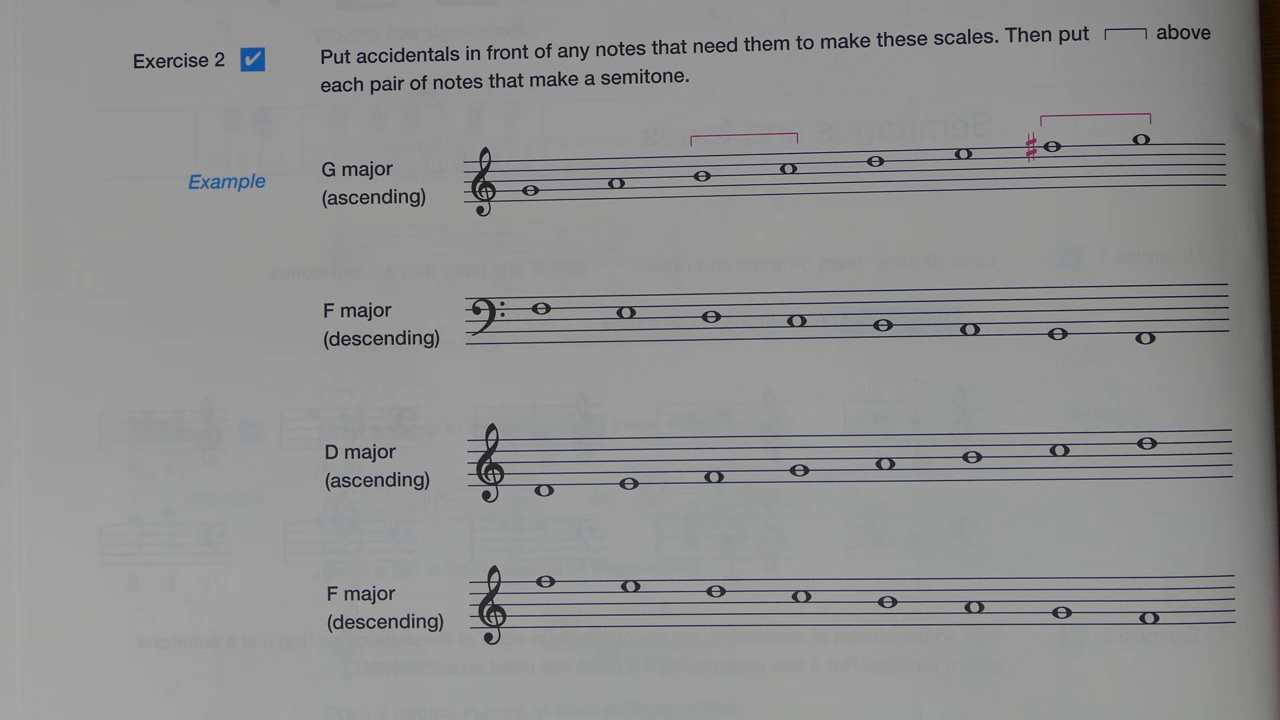 Exercise 2 ✔ Put accidentals in front of any notes that need them to make these scales. Then put ┌─┐ above
each pair of notes that make a semitone.
Example
G major
(ascending)
F major
(descending)
D major
(ascending)
F major
(descending)